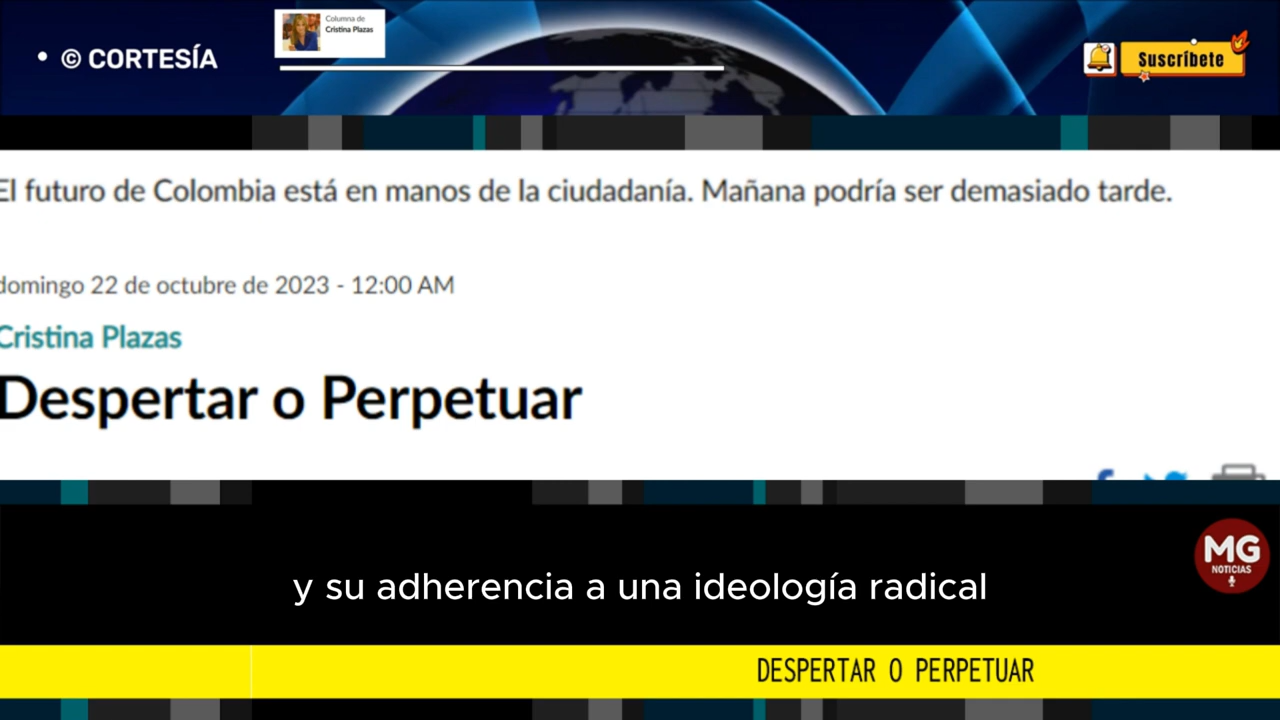 • © CORTESÍA
Columna de
Cristina Plazas
Suscríbete
El futuro de Colombia está en manos de la ciudadanía. Mañana podría ser demasiado tarde.
domingo 22 de octubre de 2023 - 12:00 AM
Cristina Plazas
Despertar o Perpetuar
MG
NOTICIAS
y su adherencia a una ideología radical
DESPERTAR O PERPETUAR